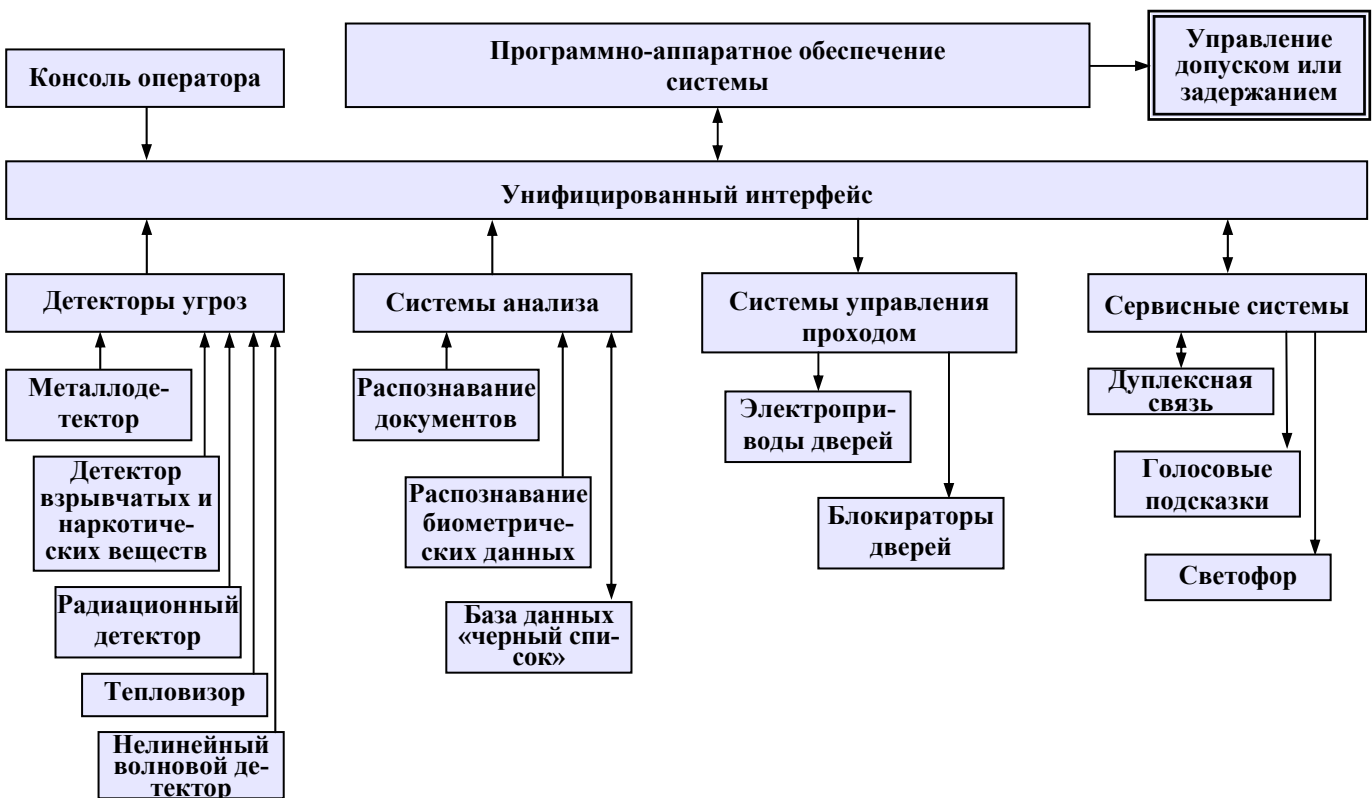 Консоль оператора
Программно-аппаратное обеспечение
системы
Управление
допуском или
задержанием
Унифицированный интерфейс
Детекторы угроз
Металлоде-
тектор
Детектор
взрывчатых и
наркотиче-
ских веществ
Радиационный
детектор
Тепловизор
Нелинейный
волновой де-
тектор
Системы анализа
Распознавание
документов
Распознавание
биометриче-
ских данных
База данных
«черный спи-
сок»
Системы управления
проходом
Электропри-
воды дверей
Блокираторы
дверей
Сервисные системы
Дуплексная
связь
Голосовые
подсказки
Светофор